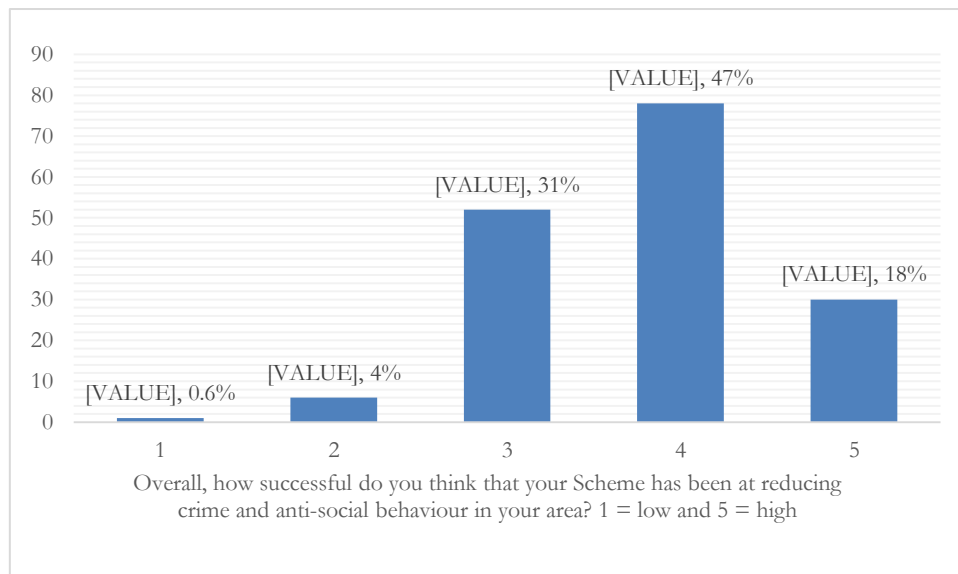 90
80
70
60
50
40
30
20
10
0
[VALUE], 0.6%
[VALUE], 4%
[VALUE], 31%
[VALUE], 47%
[VALUE], 18%
1 2 3 4 5
Overall, how successful do you think that your Scheme has been at reducing
crime and anti-social behaviour in your area? 1 = low and 5 = high